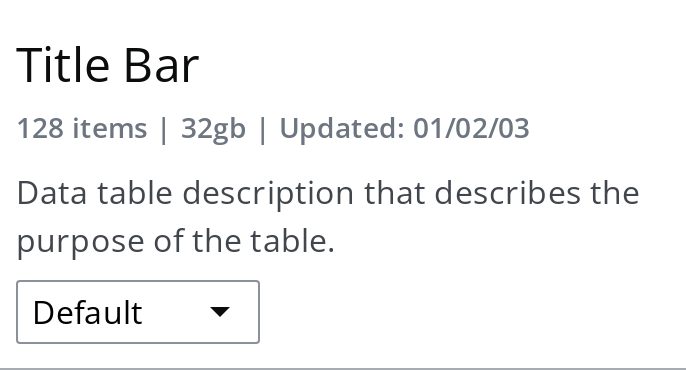 Title Bar
128 items | 32gb | Updated: 01/02/03
Data table description that describes the
purpose of the table.
Default